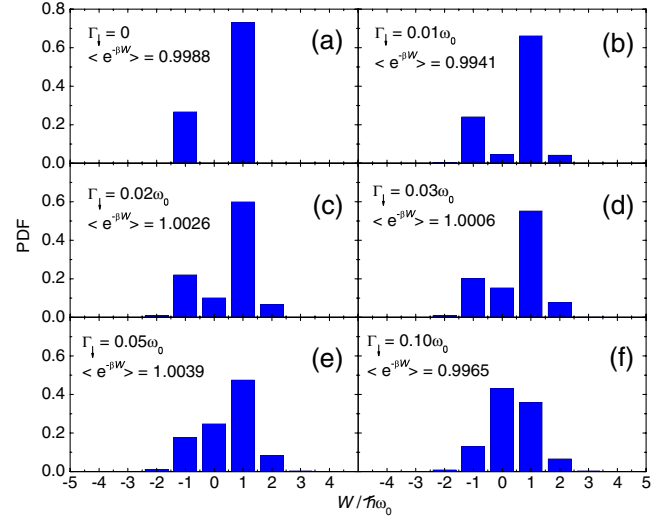 0.8
0.6
0.4
0.2
0.0
Γ↓ = 0
< e^-βW > = 0.9988
(a)
Γ↓ = 0.01ω₀
< e^-βW > = 0.9941
(b)
PDF
0.6
0.4
0.2
0.0
Γ↓ = 0.02ω₀
< e^-βW > = 1.0026
(c)
Γ↓ = 0.03ω₀
< e^-βW > = 1.0006
(d)
0.6
0.4
0.2
0.0
Γ↓ = 0.05ω₀
< e^-βW > = 1.0039
(e)
Γ↓ = 0.10ω₀
< e^-βW > = 0.9965
(f)
-5 -4 -3 -2 -1 0 1 2 3 4 5
-4 -3 -2 -1 0 1 2 3 4 5
W/ħω₀